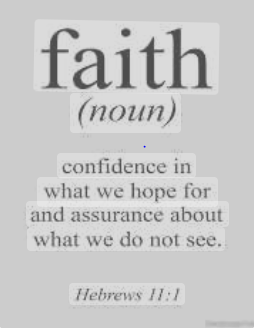 faith
(noun)
confidence in
what we hope for
and assurance about
what we do not see.
Hebrews 11:1